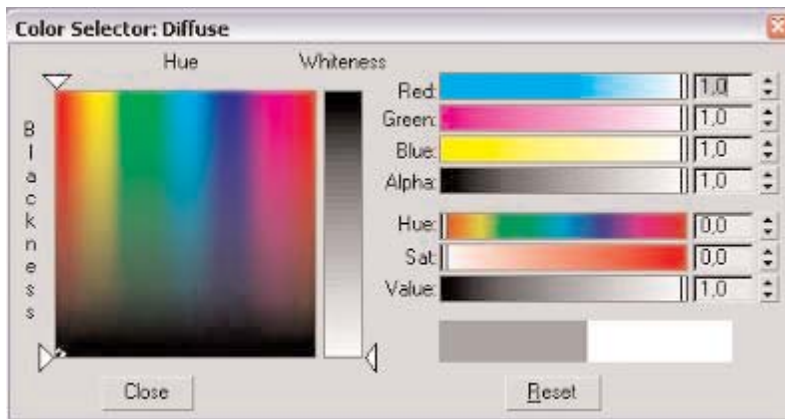 Color Selector: Diffuse
Hue
Whiteness
Blackness
Red: 1,0
Green: 1,0
Blue: 1,0
Alpha: 1,0
Hue: 0,0
Sat: 0,0
Value: 1,0
Close
Reset